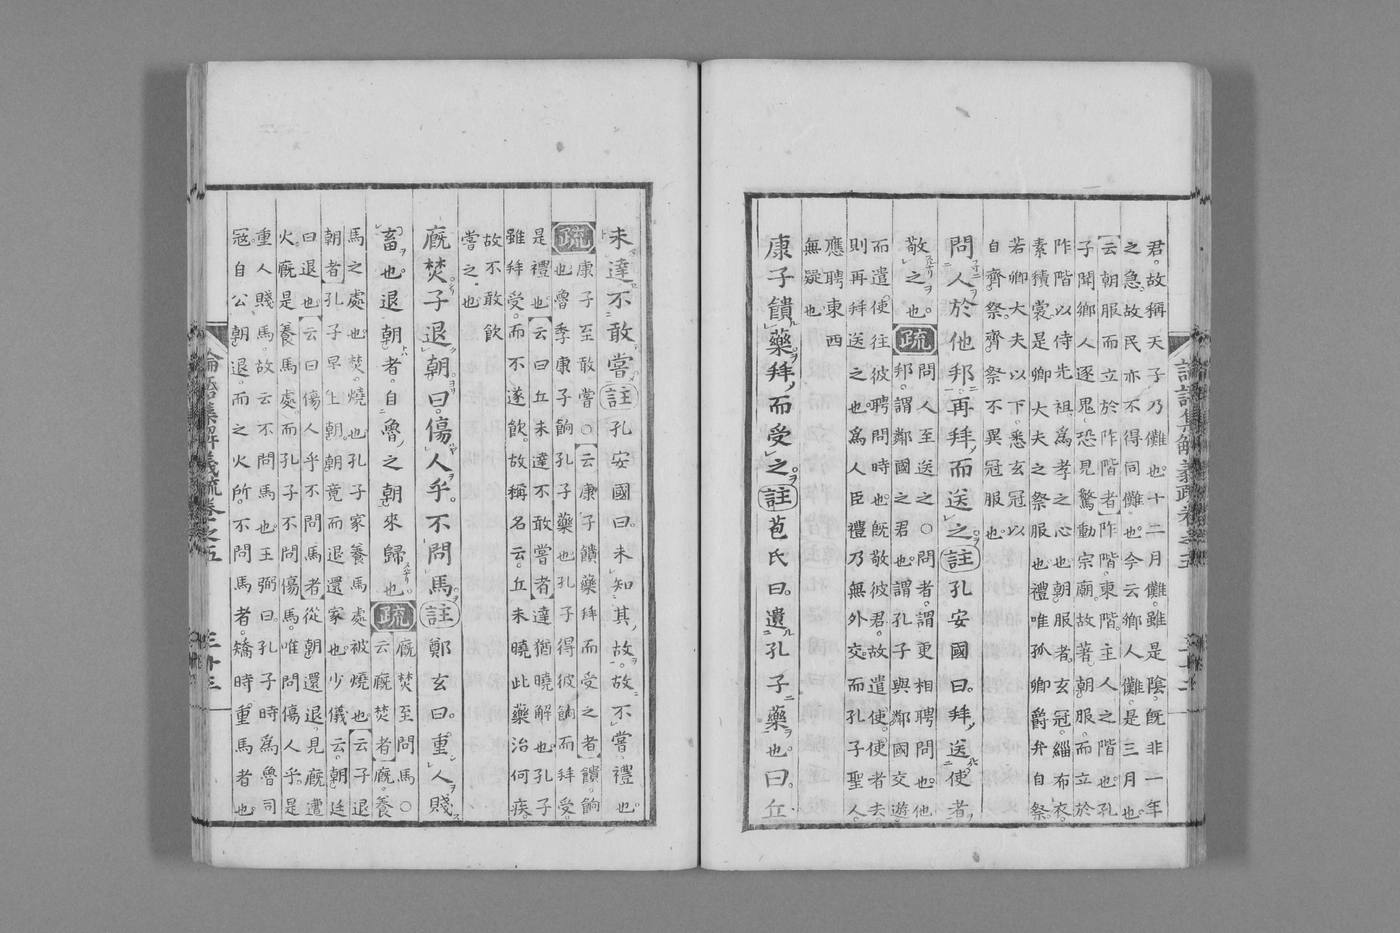 君故稱天子乃儺也十二月儺雖是陰既非一年
之急故民亦不得同儺也今云鄉人儺是三月也
【云朝服而立於阼階者】阼階東階主人之階也孔
子聞鄉人逐鬼恐見驚動宗廟故著朝服而立於
阼階以侍先祖爲孝之心也朝服者玄冠緇布衣
素積裳是卿大夫之祭服也禮唯孤卿爵弁自祭
若卿大夫以下悉玄冠以
自齊祭齊祭不異冠服也
問人於他邦再拜而送之註孔安國曰拜送使者
敬之也疏問人至送之○問者謂更相聘問也他
邦謂鄰國之君也謂孔子與鄰國交遊
而遣使往彼聘問時也既敬彼君故遣使使者去
則再拜送之也爲人臣禮乃無外交而孔子聖人
應聘東西
無疑也
康子饋藥拜而受之註苞氏曰遺孔子藥也曰丘
未達不敢嘗註孔安國曰未知其故故不嘗禮也
疏康子至敢嘗○【云康子饋藥拜而受之者】饋餉
也魯季康子餉孔子藥也孔子得彼餉而拜受
是禮也【云曰丘未達不敢嘗者】達猶曉解也孔子
雖拜受而不遂飲故稱名云丘未曉此藥治何疾
故不敢飲
嘗之也
廐焚子退朝曰傷人乎不問馬註鄭玄曰重人賤
畜也退朝者自魯之朝來歸也疏廐焚至問馬○
云廐焚者】廐養
馬之處也焚燒也孔子家養馬處被燒也【云子退
朝者】孔子早上朝朝竟而退還家也少儀云朝廷
曰退也【云曰傷人乎不問馬者】從朝還退見廐遭
火廐是養馬處而孔子不問傷馬唯問傷人乎是
重人賤馬故云不問馬也王弼曰孔子時爲魯司
冦自公朝退而之火所不問馬者矯時重馬者也
論語集解義疏卷之五
三十三